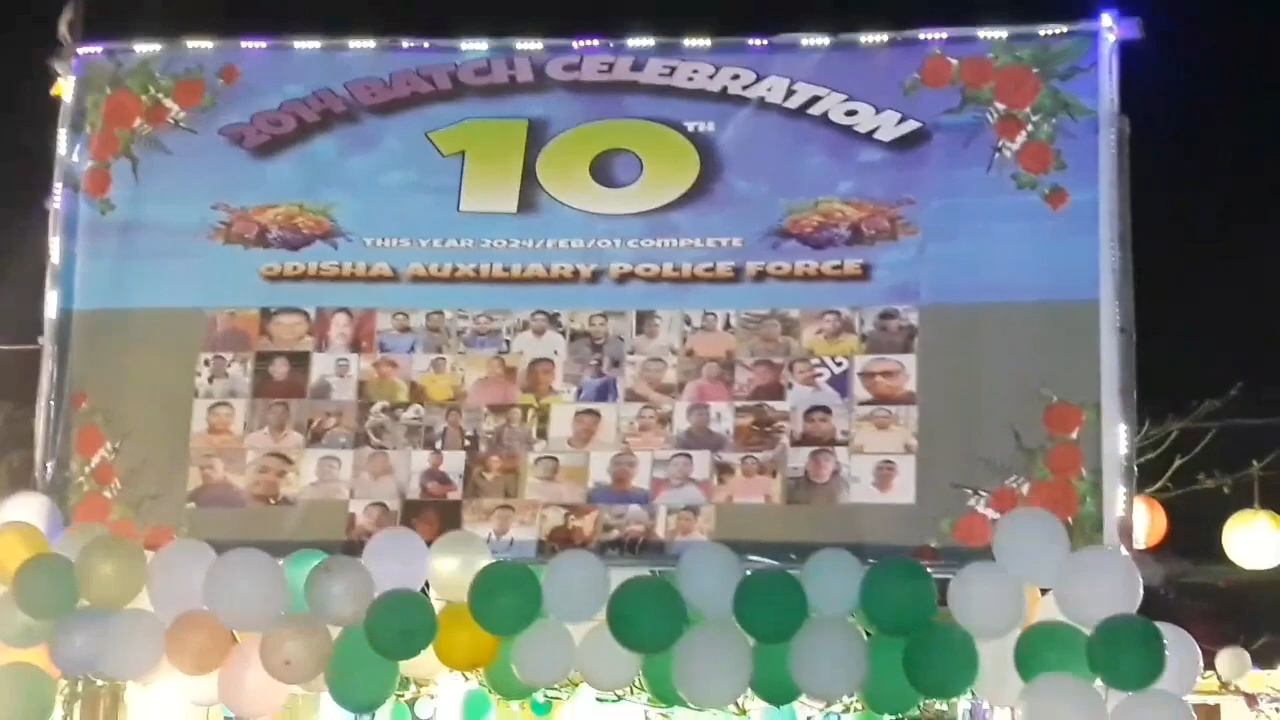 2014 BATCH CELEBRATION
10TH
THIS YEAR 2024/FEB/01 COMPLETE
ODISHA AUXILIARY POLICE FORCE